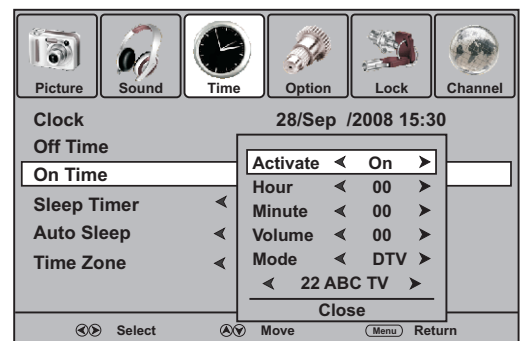 Picture Sound Time Option Lock Channel
Clock 28/Sep /2008 15:30
Off Time
On Time
Activate On
Hour 00
Sleep Timer
Minute 00
Auto Sleep
Volume 00
Time Zone
Mode DTV
22 ABC TV
Close
Select Move Menu Return